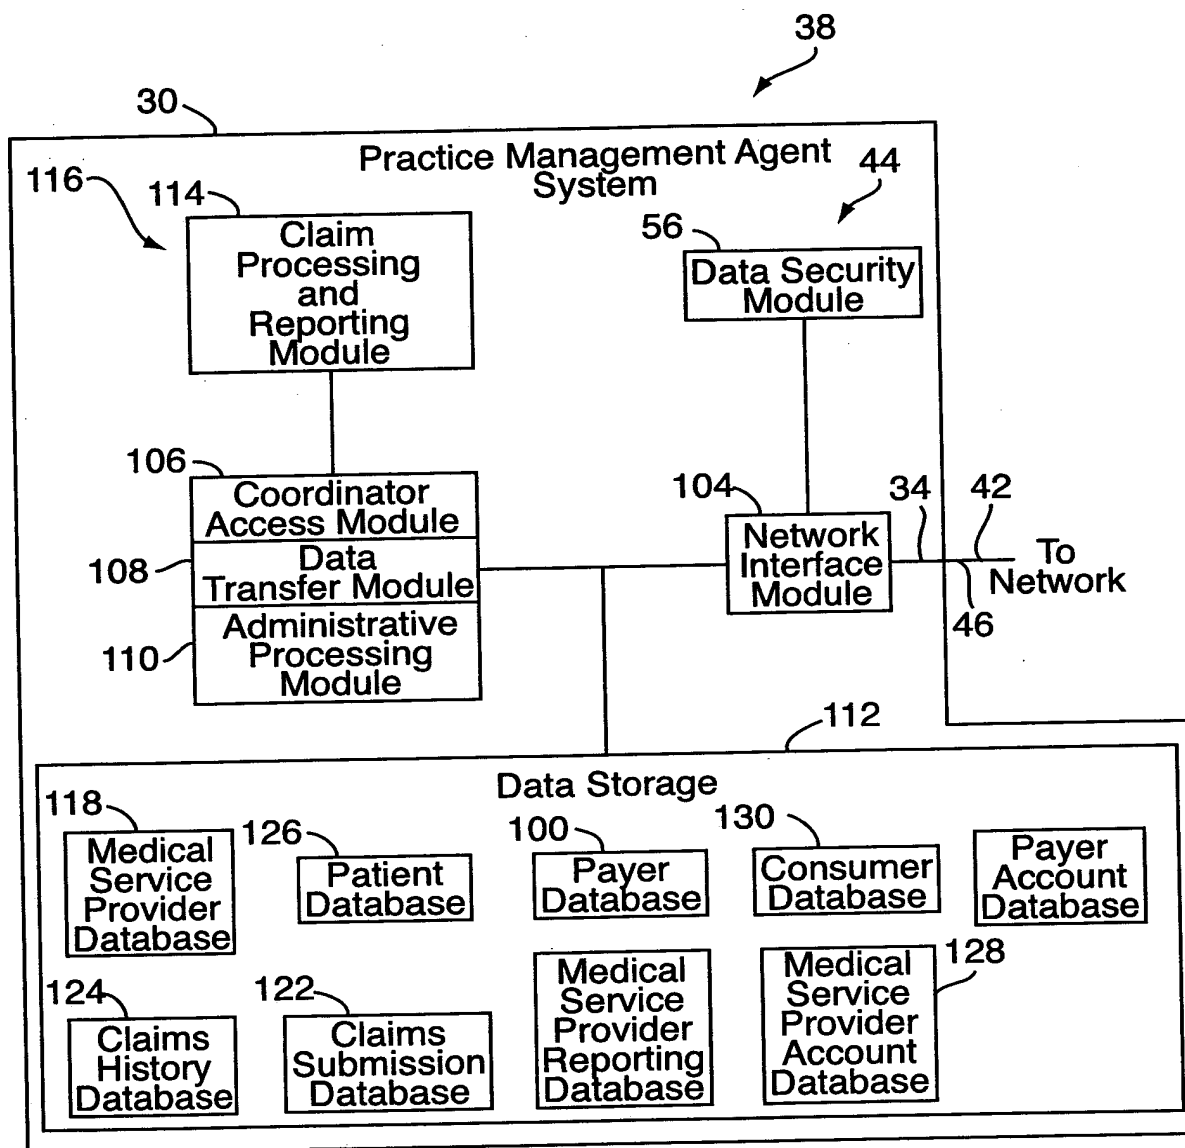 38
30
Practice Management Agent
System
116
114
44
56
Claim
Processing
and
Reporting
Module
Data Security
Module
106
Coordinator
Access Module
104
34
42
108
Data
Transfer Module
Network
Interface
Module
To
Network
46
110
Administrative
Processing
Module
112
Data Storage
118
Medical
Service
Provider
Database
126
Patient
Database
100
Payer
Database
130
Consumer
Database
Payer
Account
Database
124
Claims
History
Database
122
Claims
Submission
Database
Medical
Service
Provider
Reporting
Database
Medical
Service
Provider
Account
Database
128